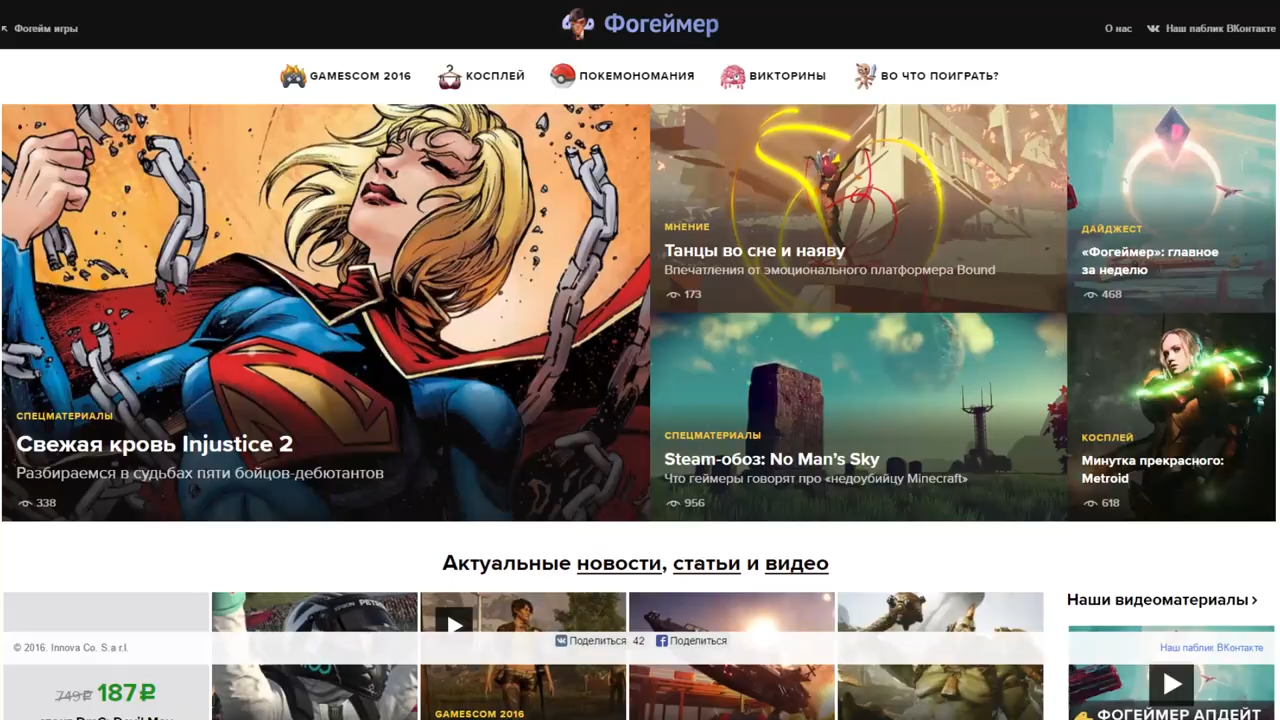 Фогейм игры
Фогеймер
О нас
Наш паблик ВКонтакте
GAMESCOM 2016
КОСПЛЕЙ
ПОКЕМОНОМАНИЯ
ВИКТОРИНЫ
ВО ЧТО ПОИГРАТЬ?
СПЕЦМАТЕРИАЛЫ
Свежая кровь Injustice 2
Разбираемся в судьбах пяти бойцов-дебютантов
338
МНЕНИЕ
Танцы во сне и наяву
Впечатления от эмоционального платформера Bound
173
ДАЙДЖЕСТ
«Фогеймер»: главное
за неделю
468
СПЕЦМАТЕРИАЛЫ
Steam-обоз: No Man's Sky
Что геймеры говорят про «недоубийцу Minecraft»
956
КОСПЛЕЙ
Минутка прекрасного:
Metroid
618
Актуальные новости, статьи и видео
Наши видеоматериалы ›
© 2016. Innova Co. S.a r.l.
Поделиться 42
Поделиться
Наш паблик ВКонтакте
749₽ 187₽
GAMESCOM 2016
ФОГЕЙМЕР АПДЕЙТ